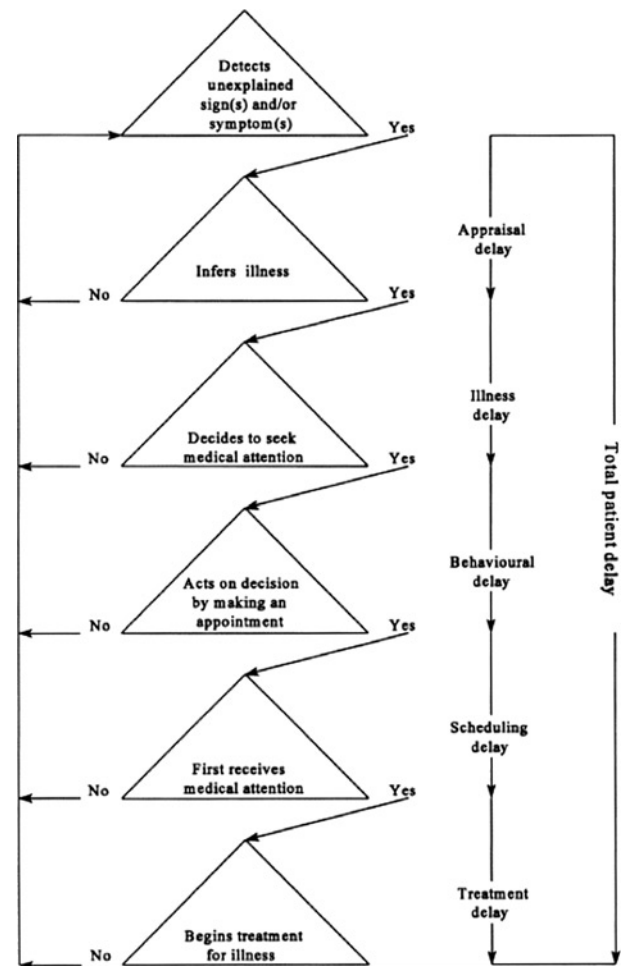 Detects
unexplained
sign(s) and/or
symptom(s)
Yes
Appraisal
delay
Infers illness
No
Yes
Illness
delay
Decides to seek
medical attention
No
Yes
Total patient delay
Behavioural
delay
Acts on decision
by making an
appointment
No
Yes
Scheduling
delay
First receives
medical attention
No
Yes
Treatment
delay
Begins treatment
for illness
No